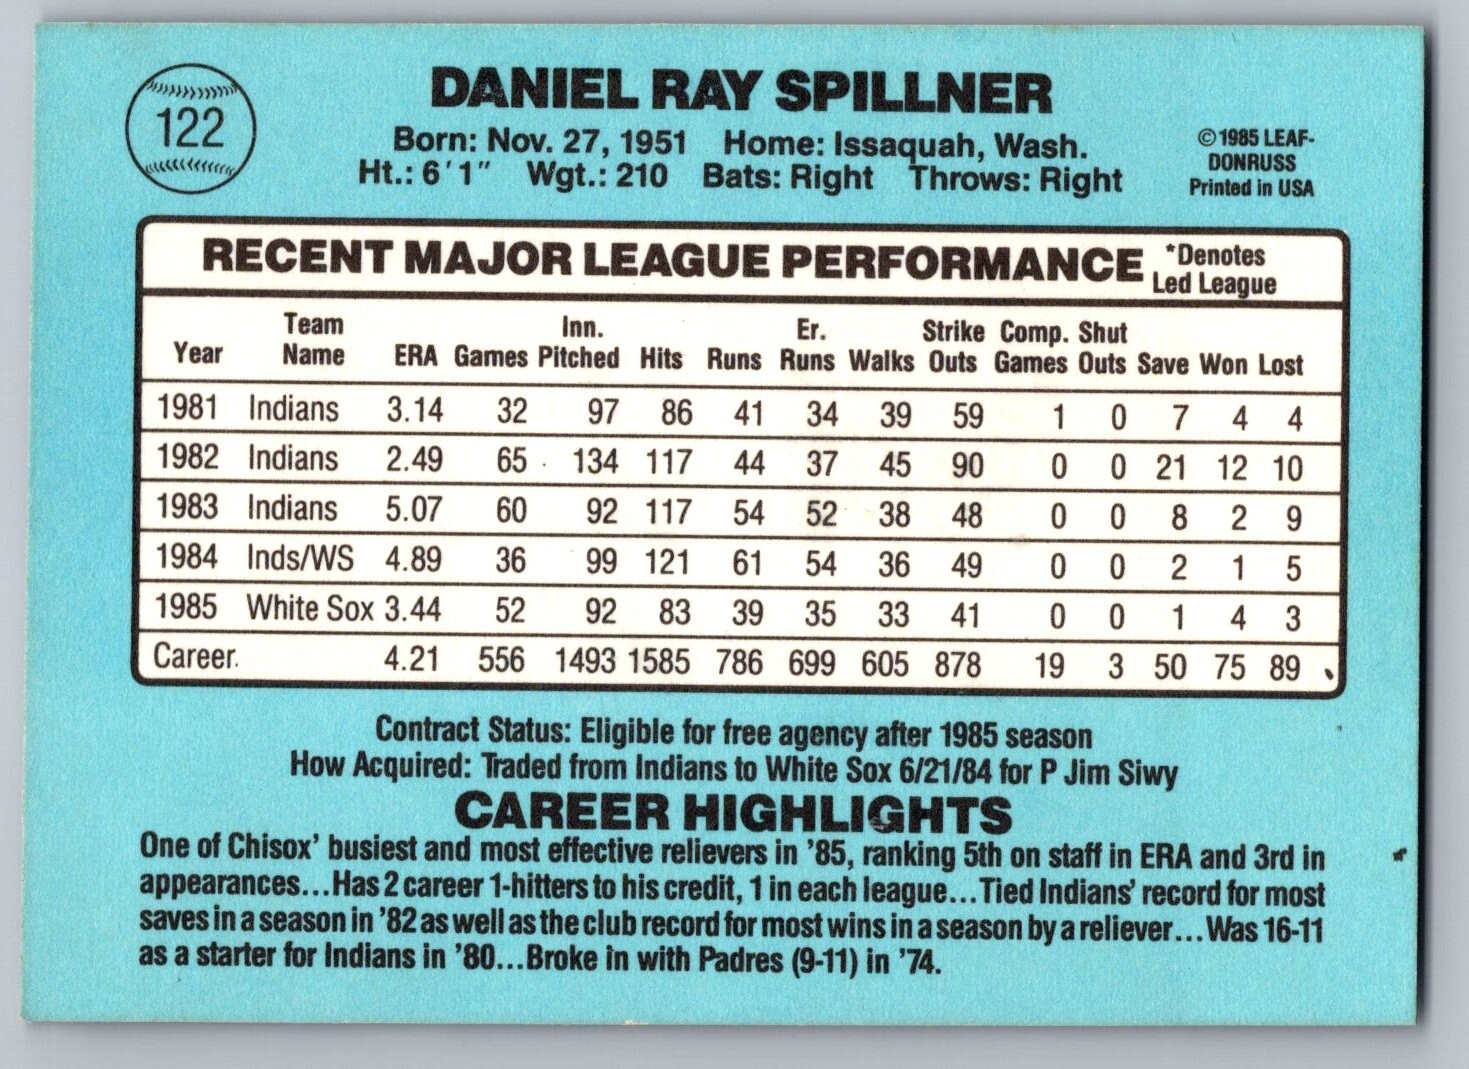 122
DANIEL RAY SPILLNER
Born: Nov. 27, 1951 Home: Issaquah, Wash.
Ht.: 6'1" Wgt.: 210 Bats: Right Throws: Right
© 1985 LEAF-
DONRUSS
Printed in USA
RECENT MAJOR LEAGUE PERFORMANCE
*Denotes
Led League
Year Team Name ERA Games Inn. Pitched Hits Runs Er. Runs Walks Strike Outs Comp. Games Shut Outs Save Won Lost
1981 Indians 3.14 32 97 86 41 34 39 59 1 0 7 4 4
1982 Indians 2.49 65 134 117 44 37 45 90 0 0 21 12 10
1983 Indians 5.07 60 92 117 54 52 38 48 0 0 8 2 9
1984 Inds/WS 4.89 36 99 121 61 54 36 49 0 0 2 1 5
1985 White Sox 3.44 52 92 83 39 35 33 41 0 0 1 4 3
Career. 4.21 556 1493 1585 786 699 605 878 19 3 50 75 89
Contract Status: Eligible for free agency after 1985 season
How Acquired: Traded from Indians to White Sox 6/21/84 for P Jim Siwy
CAREER HIGHLIGHTS
One of Chisox' busiest and most effective relievers in '85, ranking 5th on staff in ERA and 3rd in
appearances...Has 2 career 1-hitters to his credit, 1 in each league...Tied Indians' record for most
saves in a season in '82 as well as the club record for most wins in a season by a reliever...Was 16-11
as a starter for Indians in '80...Broke in with Padres (9-11) in '74.